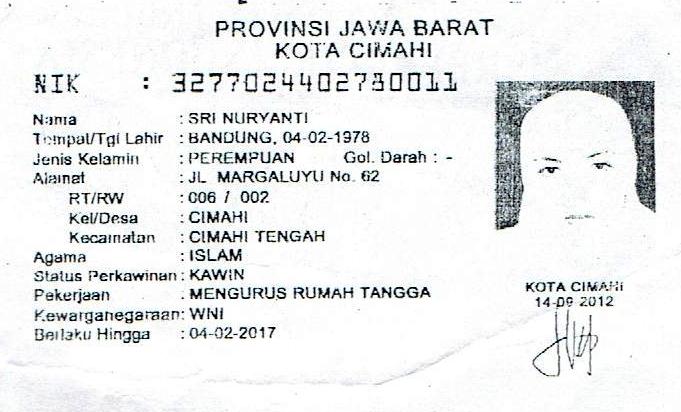 PROVINSI JAWA BARAT
KOTA CIMAHI
NIK : 3277024402780011
Nama : SRI NURYANTI
Tempat/Tgl Lahir : BANDUNG, 04-02-1978
Jenis Kelamin : PEREMPUAN Gol. Darah : -
Alamat : JL MARGALUYU No. 62
RT/RW : 006 / 002
Kel/Desa : CIMAHI
Kecamatan : CIMAHI TENGAH
Agama : ISLAM
Status Perkawinan : KAWIN
Pekerjaan : MENGURUS RUMAH TANGGA
Kewarganegaraan : WNI
Berlaku Hingga : 04-02-2017
KOTA CIMAHI
14-09-2012